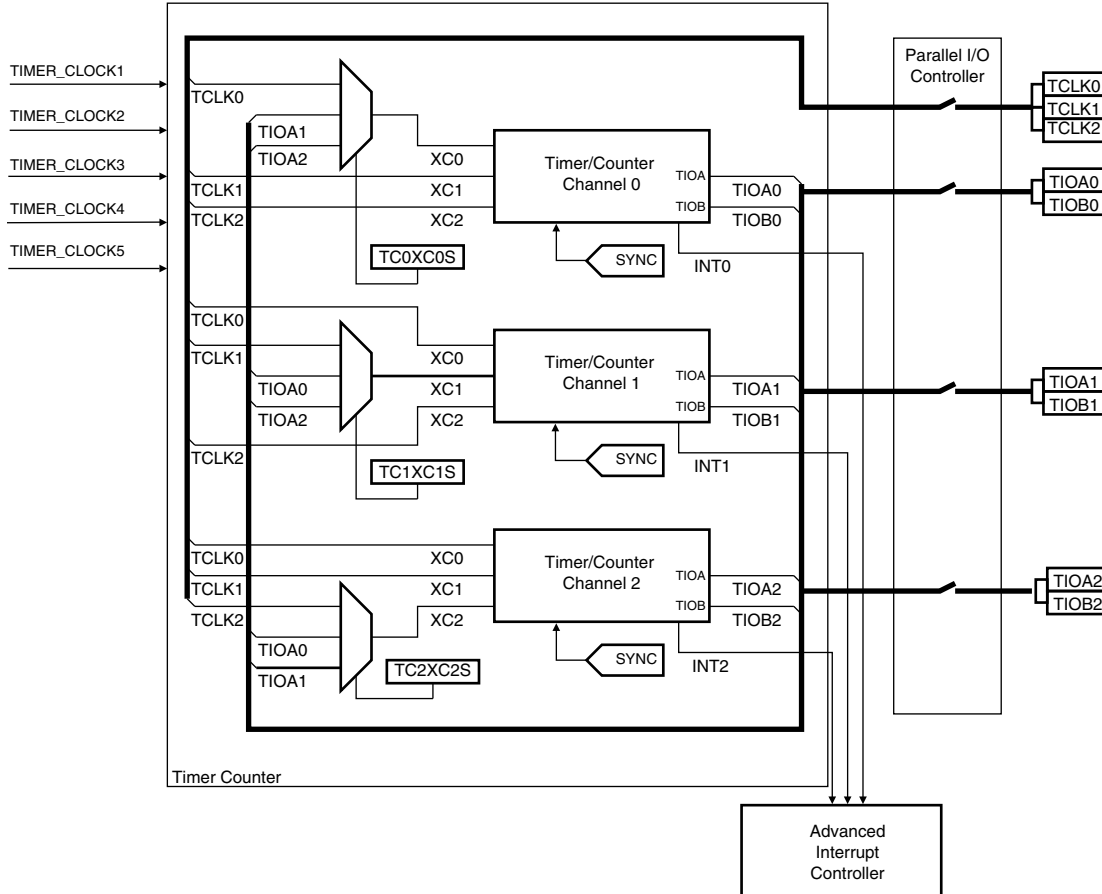 TIMER_CLOCK1
TIMER_CLOCK2
TIMER_CLOCK3
TIMER_CLOCK4
TIMER_CLOCK5
TCLK0
TIOA1
TIOA2
TCLK1
TCLK2
XC0
XC1
XC2
TC0XC0S
Timer/Counter
Channel 0
TIOA
TIOB
TIOA0
TIOB0
SYNC
INT0
TCLK0
TCLK1
TIOA0
TIOA2
TCLK2
XC0
XC1
XC2
TC1XC1S
Timer/Counter
Channel 1
TIOA
TIOB
TIOA1
TIOB1
SYNC
INT1
TCLK0
TCLK1
TCLK2
TIOA0
TIOA1
XC0
XC1
XC2
TC2XC2S
Timer/Counter
Channel 2
TIOA
TIOB
TIOA2
TIOB2
SYNC
INT2
Timer Counter
Parallel I/O
Controller
TCLK0
TCLK1
TCLK2
TIOA0
TIOB0
TIOA1
TIOB1
TIOA2
TIOB2
Advanced
Interrupt
Controller